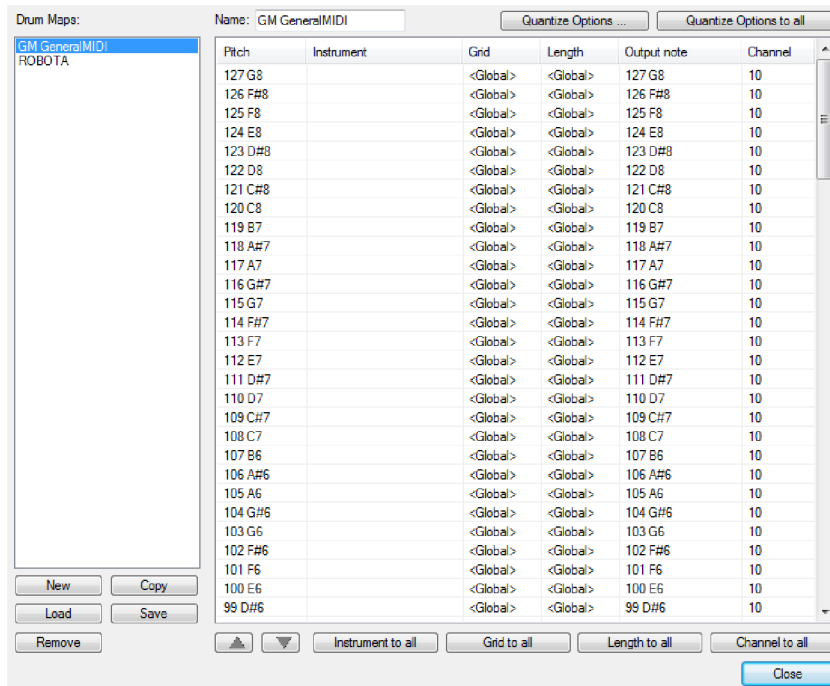 Drum Maps:
GM GeneralMIDI
ROBOTA
Name: GM GeneralMIDI Quantize Options ... Quantize Options to all
Pitch Instrument Grid Length Output note Channel
127 G8 <Global> <Global> 127 G8 10
126 F#8 <Global> <Global> 126 F#8 10
125 F8 <Global> <Global> 125 F8 10
124 E8 <Global> <Global> 124 E8 10
123 D#8 <Global> <Global> 123 D#8 10
122 D8 <Global> <Global> 122 D8 10
121 C#8 <Global> <Global> 121 C#8 10
120 C8 <Global> <Global> 120 C8 10
119 B7 <Global> <Global> 119 B7 10
118 A#7 <Global> <Global> 118 A#7 10
117 A7 <Global> <Global> 117 A7 10
116 G#7 <Global> <Global> 116 G#7 10
115 G7 <Global> <Global> 115 G7 10
114 F#7 <Global> <Global> 114 F#7 10
113 F7 <Global> <Global> 113 F7 10
112 E7 <Global> <Global> 112 E7 10
111 D#7 <Global> <Global> 111 D#7 10
110 D7 <Global> <Global> 110 D7 10
109 C#7 <Global> <Global> 109 C#7 10
108 C7 <Global> <Global> 108 C7 10
107 B6 <Global> <Global> 107 B6 10
106 A#6 <Global> <Global> 106 A#6 10
105 A6 <Global> <Global> 105 A6 10
104 G#6 <Global> <Global> 104 G#6 10
103 G6 <Global> <Global> 103 G6 10
102 F#6 <Global> <Global> 102 F#6 10
101 F6 <Global> <Global> 101 F6 10
100 E6 <Global> <Global> 100 E6 10
99 D#6 <Global> <Global> 99 D#6 10
New Copy
Load Save
Remove
Instrument to all Grid to all Length to all Channel to all
Close